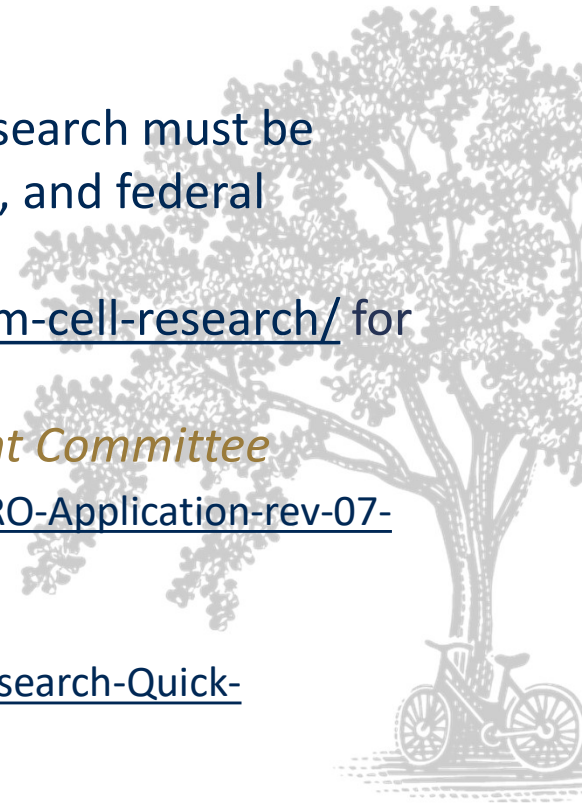 search must be
, and federal
m-cell-research/ for
nt Committee
RO-Application-rev-07-
search-Quick-